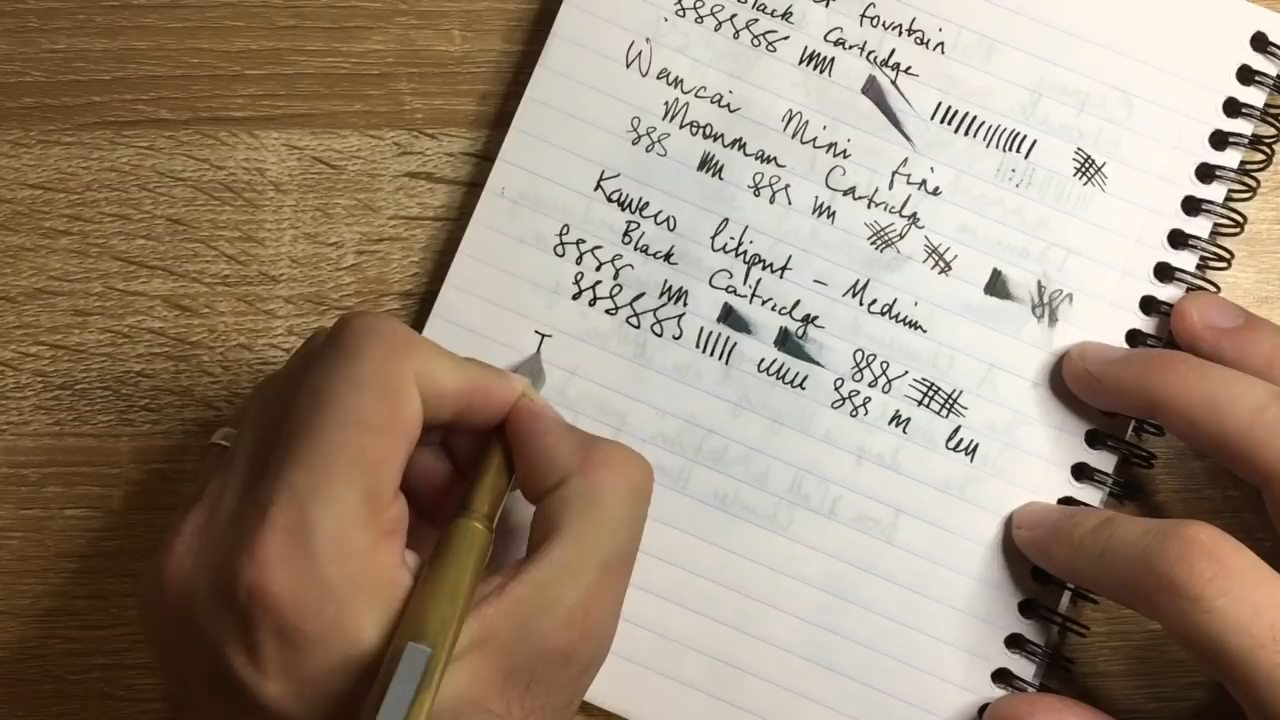 fountain
Black Cartridge
Wancai Mini fine
Moonman Cartridge
Kaweco liliput - Medium
Black Cartridge
T